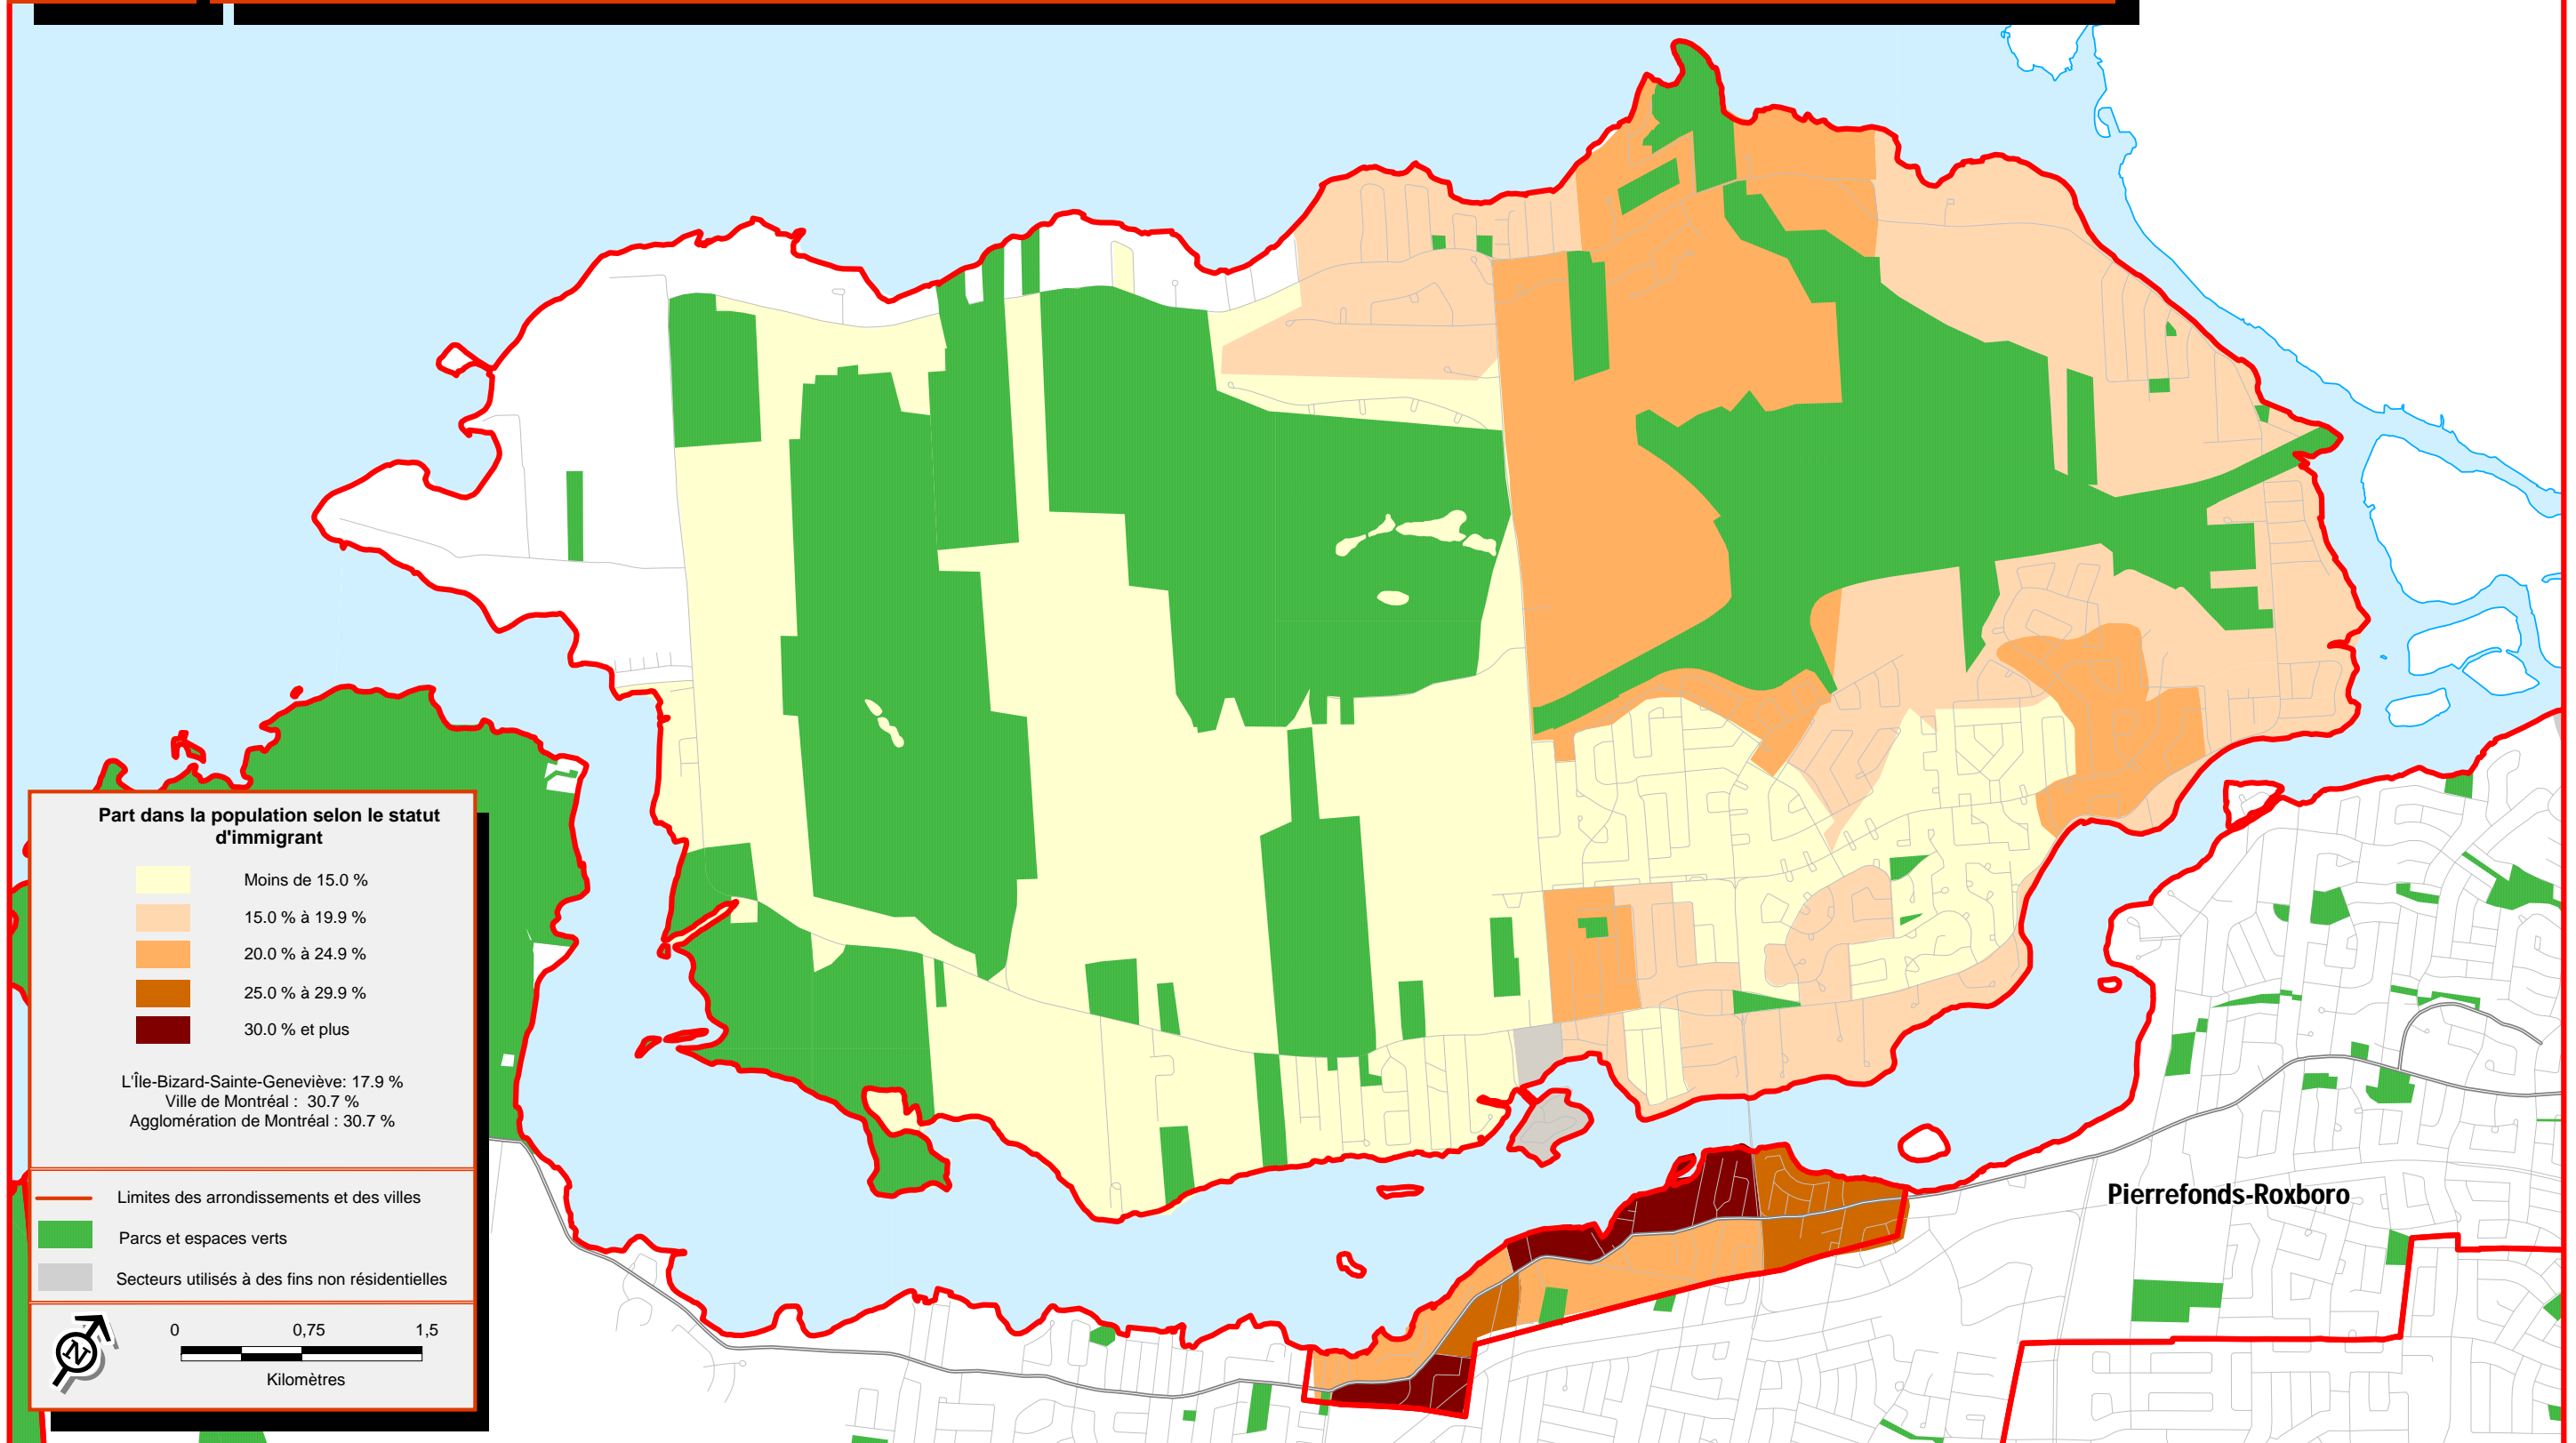 Part dans la population selon le statut
d'immigrant
Moins de 15.0 %
15.0 % à 19.9 %
20.0 % à 24.9 %
25.0 % à 29.9 %
30.0 % et plus
L'Île-Bizard-Sainte-Geneviève: 17.9 %
Ville de Montréal : 30.7 %
Agglomération de Montréal : 30.7 %
Limites des arrondissements et des villes
Parcs et espaces verts
Secteurs utilisés à des fins non résidentielles
N
0 0,75 1,5
Kilomètres
Pierrefonds-Roxboro